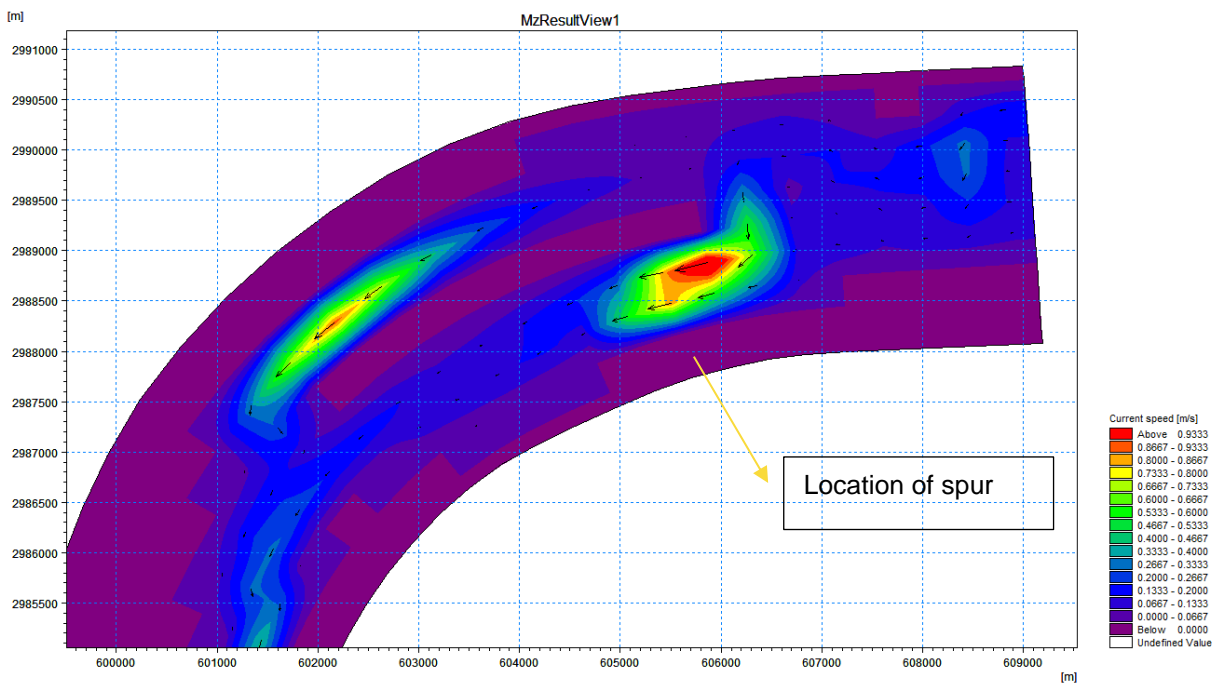 MzResultView1
[m]
2991000
2990500
2990000
2989500
2989000
2988500
2988000
2987500
2987000
2986500
2986000
2985500
600000 601000 602000 603000 604000 605000 606000 607000 608000 609000
[m]
Location of spur
Current speed [m/s]
Above 0.9333
0.8667 - 0.9333
0.8000 - 0.8667
0.7333 - 0.8000
0.6667 - 0.7333
0.6000 - 0.6667
0.5333 - 0.6000
0.4667 - 0.5333
0.4000 - 0.4667
0.3333 - 0.4000
0.2667 - 0.3333
0.2000 - 0.2667
0.1333 - 0.2000
0.0667 - 0.1333
0.0000 - 0.0667
Below 0.0000
Undefined Value